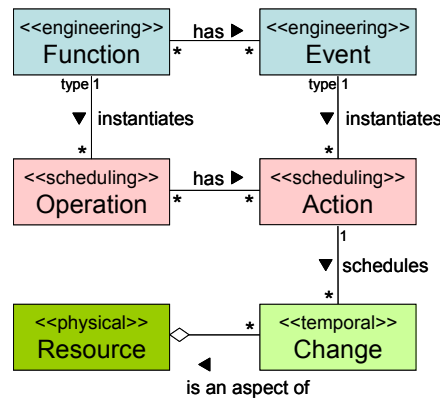 <<engineering>>
Function
has ►
* *
<<engineering>>
Event
type 1
type 1
▼ instantiates
▼ instantiates
*
*
<<scheduling>>
Operation
has ►
* *
<<scheduling>>
Action
1
▼ schedules
*
<<physical>>
Resource
*
<<temporal>>
Change
◄
is an aspect of